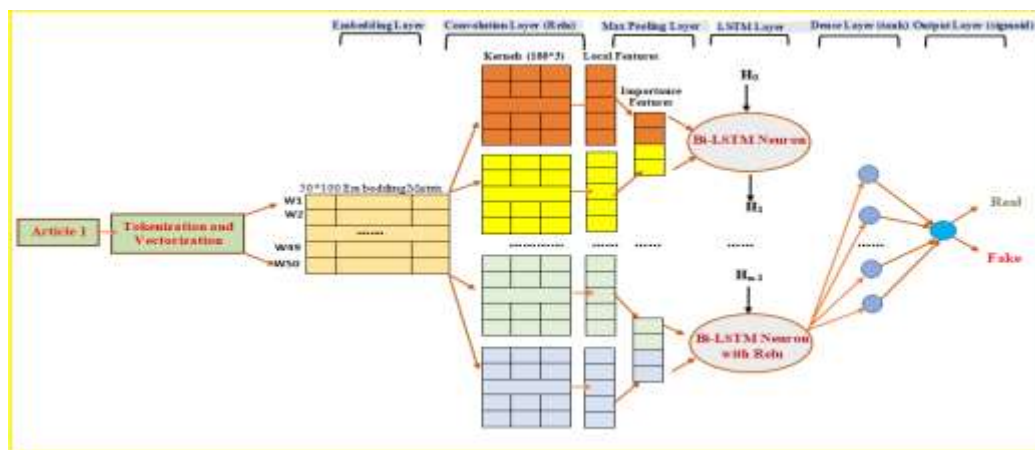 Embedding Layer
Convolution Layer (Relu)
Max Pooling Layer
LSTM Layer
Dense Layer (tanh)
Output Layer (sigmoid)
Kernels (100*3)
Local Features
Importance
Features
H₀
Bi-LSTM Neuron
H₁
50*100 Embedding Matrix
W1
W2
.......
W49
W50
Article 1
Tokenization and
Vectorization
..............
.......
......
......
.......
Real
Fake
Bi-LSTM Neuron
with Relu